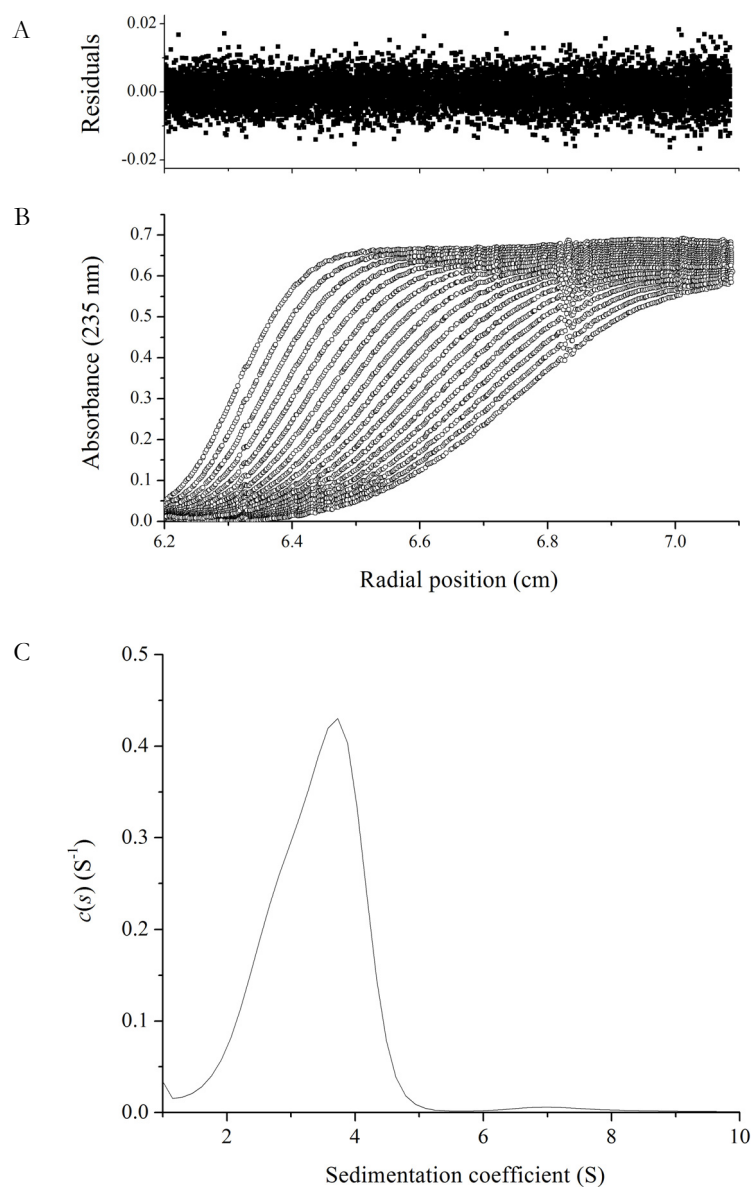 A
Residuals
0.02
0.00
-0.02
B
Absorbance (235 nm)
0.7
0.6
0.5
0.4
0.3
0.2
0.1
0.0
6.2 6.4 6.6 6.8 7.0
Radial position (cm)
C
c(s) (S⁻¹)
0.5
0.4
0.3
0.2
0.1
0.0
2 4 6 8 10
Sedimentation coefficient (S)